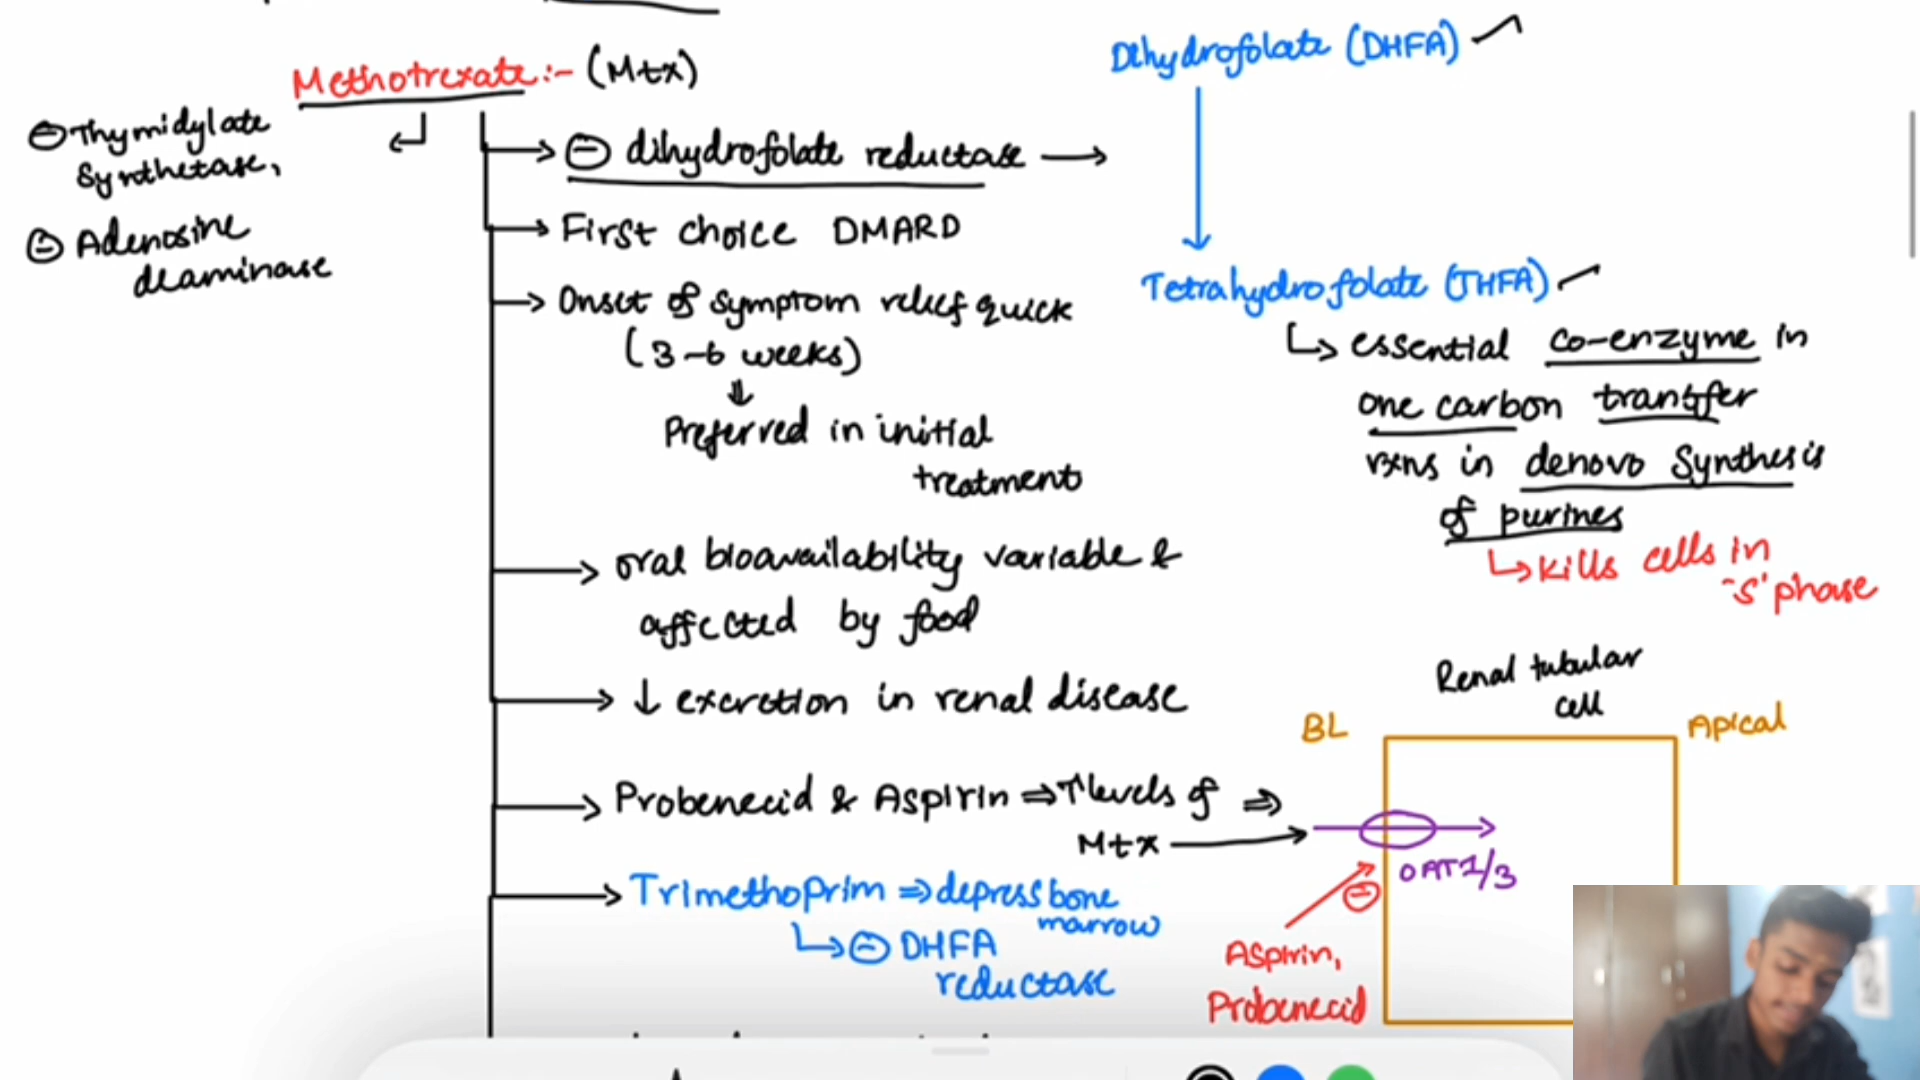 Methotrexate:- (Mtx)
⊖ Thymidylate
Synthetase,
⊖ Adenosine
deaminase
→ ⊖ dihydrofolate reductase →
→ First choice DMARD
→ Onset of symptom relief quick
(3-6 weeks)
⇓
Preferred in initial
treatment
→ oral bioavailability variable &
affected by food
→ ↓ excretion in renal disease
→ Probenecid & Aspirin ⇒ ↑ levels of ⇒
Mtx →
→ Trimethoprim ⇒ depress bone
marrow
↳ ⊖ DHFA
reductase
Dihydrofolate (DHFA)
↓
Tetrahydrofolate (THFA)
↳ essential co-enzyme in
one carbon transfer
rxns in denovo synthesis
of purines
↳ kills cells in
'S' phase
Renal tubular
cell
BL
Apical
OAT1/3
⊖
Aspirin,
Probenecid